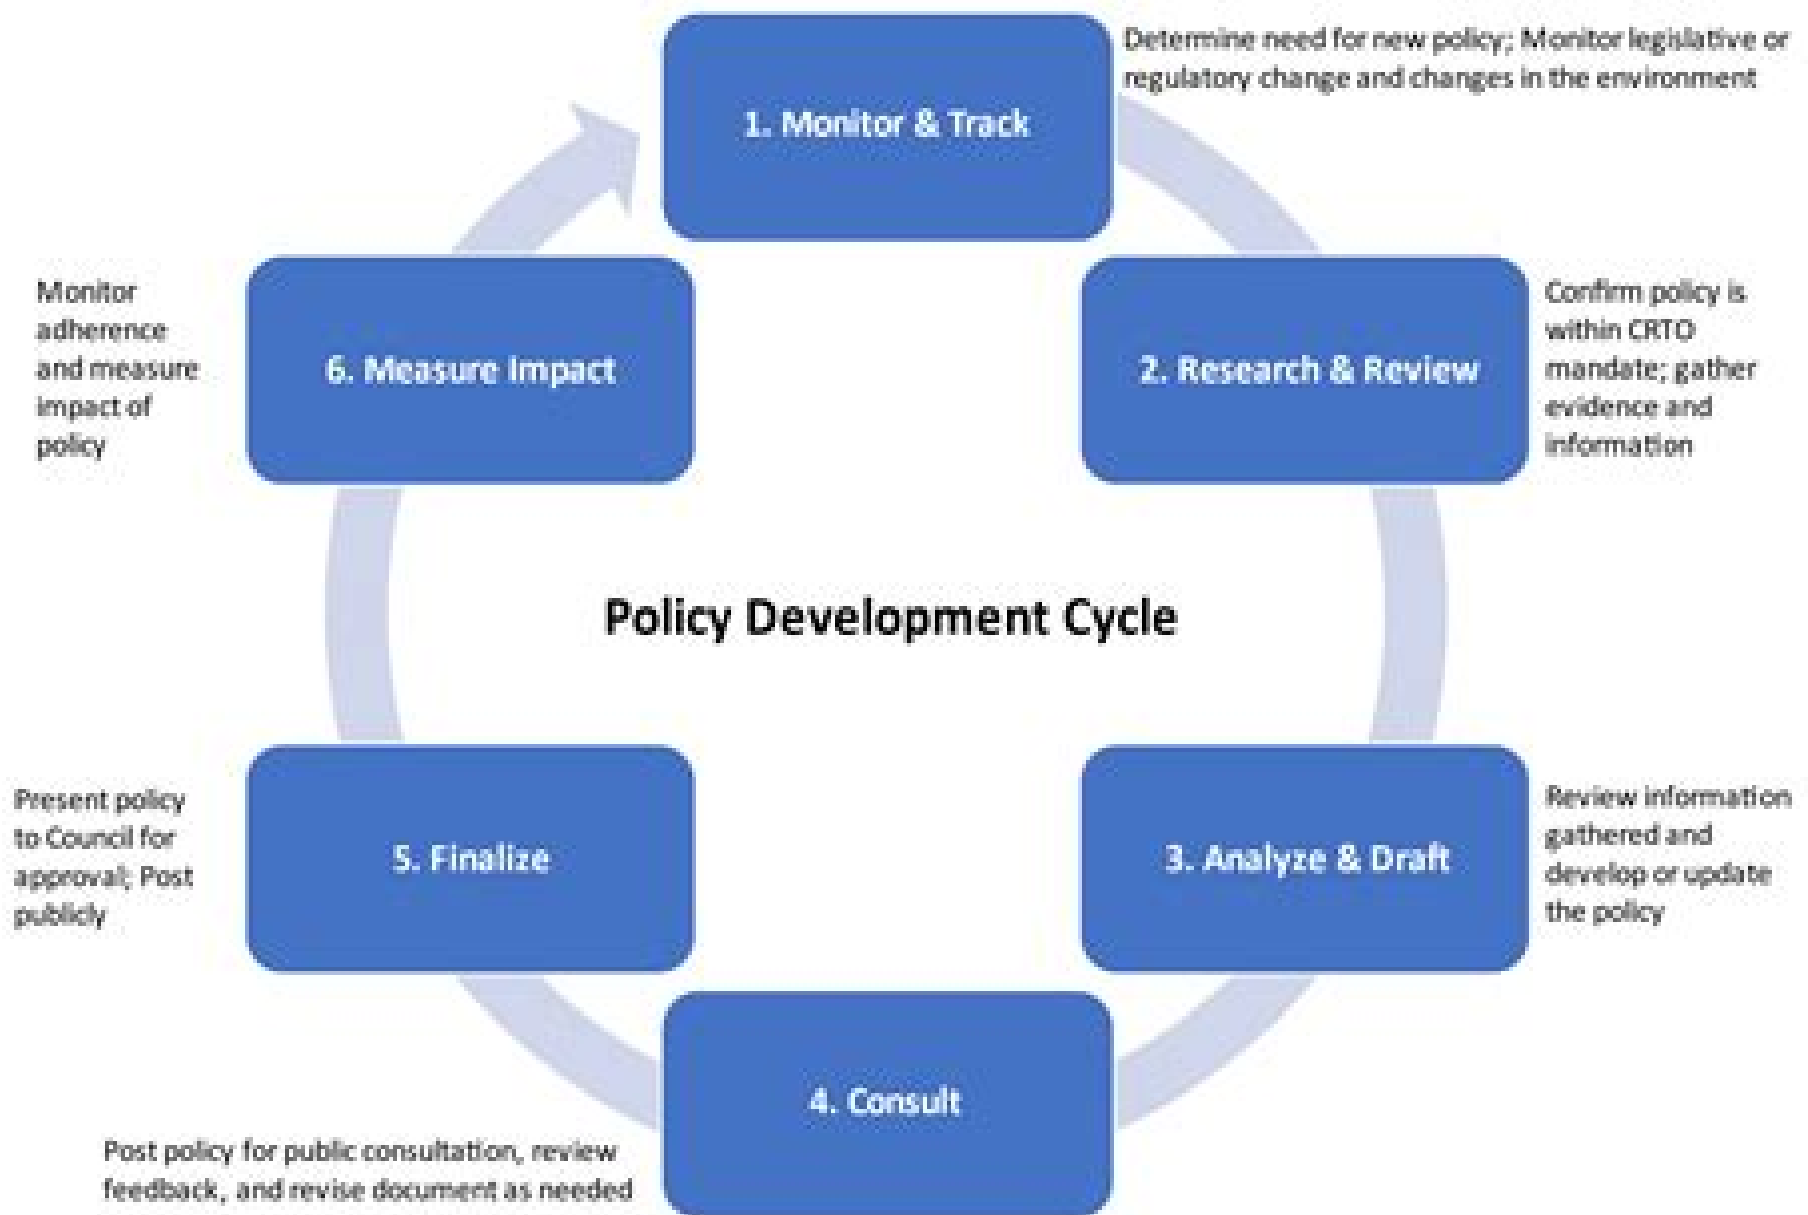 1. Monitor & Track
Determine need for new policy; Monitor legislative or
regulatory change and changes in the environment
2. Research & Review
Confirm policy is
within CRTO
mandate; gather
evidence and
information
3. Analyze & Draft
Review information
gathered and
develop or update
the policy
4. Consult
Post policy for public consultation, review
feedback, and revise document as needed
5. Finalize
Present policy
to Council for
approval; Post
publicly
6. Measure Impact
Monitor
adherence
and measure
impact of
policy
Policy Development Cycle